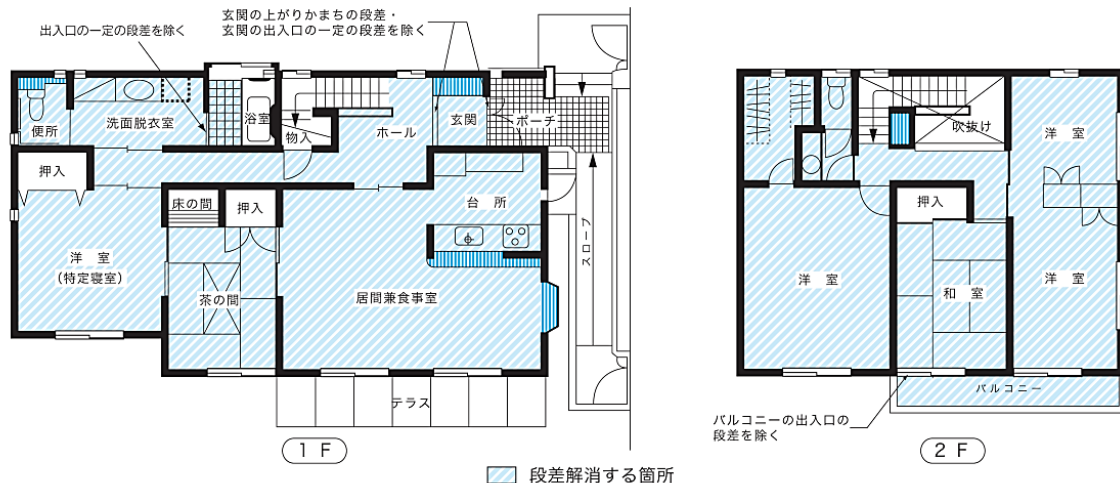 玄関の上がりかまちの段差・
玄関の出入口の一定の段差を除く
出入口の一定の段差を除く
便所
洗面脱衣室
浴室
物入
ホール
玄関
ポーチ
押入
床の間
押入
台 所
洋 室
(特定寝室)
茶の間
居間兼食事室
スロープ
テラス
1 F
吹抜け
洋 室
押入
洋 室
和 室
洋 室
バルコニー
バルコニーの出入口の
段差を除く
2 F
段差解消する箇所